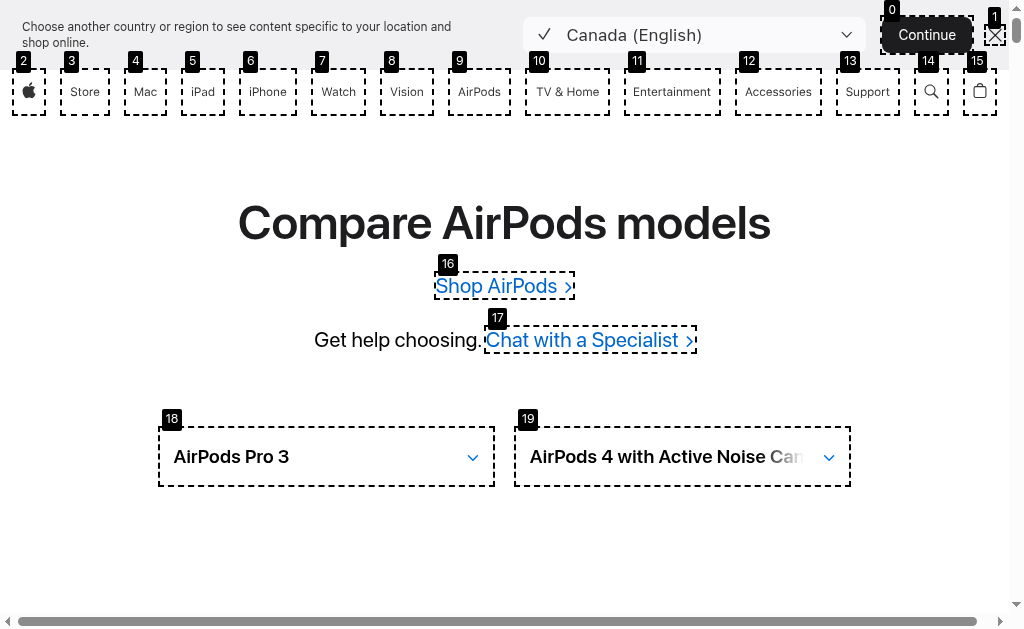 Choose another country or region to see content specific to your location and
shop online.
Canada (English)
Continue
0
1
2
3
4
5
6
7
8
9
10
11
12
13
14
15
Store
Mac
iPad
iPhone
Watch
Vision
AirPods
TV & Home
Entertainment
Accessories
Support
Compare AirPods models
16
Shop AirPods
17
Get help choosing. Chat with a Specialist
18
19
AirPods Pro 3
AirPods 4 with Active Noise Can